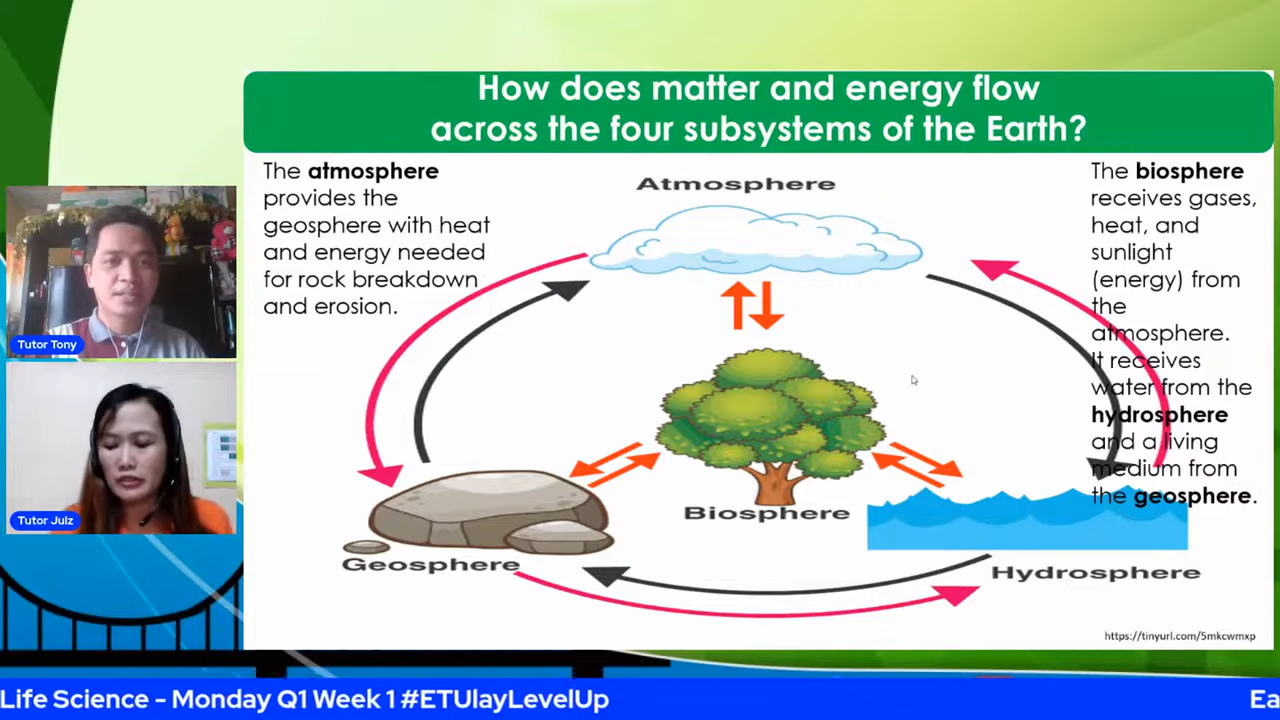 How does matter and energy flow
across the four subsystems of the Earth?
The atmosphere
provides the
geosphere with heat
and energy needed
for rock breakdown
and erosion.
Atmosphere
The biosphere
receives gases,
heat, and
sunlight
(energy) from
the
atmosphere.
It receives
water from the
hydrosphere
and a living
medium from
the geosphere.
Biosphere
Geosphere
Hydrosphere
https://tinyurl.com/5mkcwmxp
Tutor Tony
Tutor Julz
Life Science - Monday Q1 Week 1 #ETUlayLevelUp
Ea